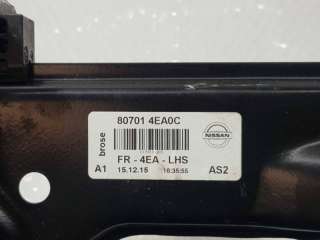 80701 4EA0C
brose
NISSAN
FR - 4EA - LHS
A1 15.12.15 16:35:55 AS2